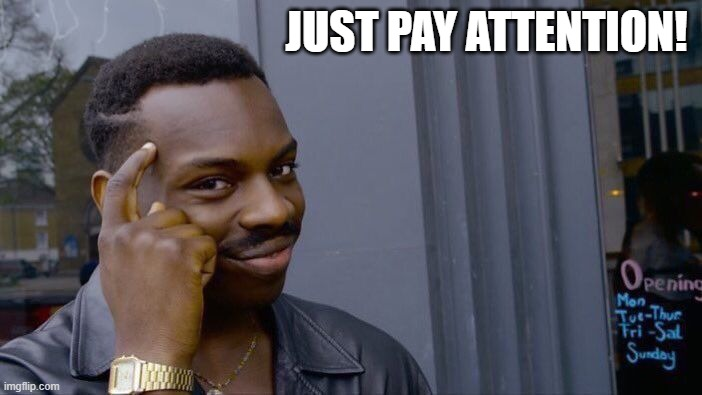 JUST PAY ATTENTION!
Opening
Mon
Tue-Thur
Fri-Sat
Sunday
imgflip.com